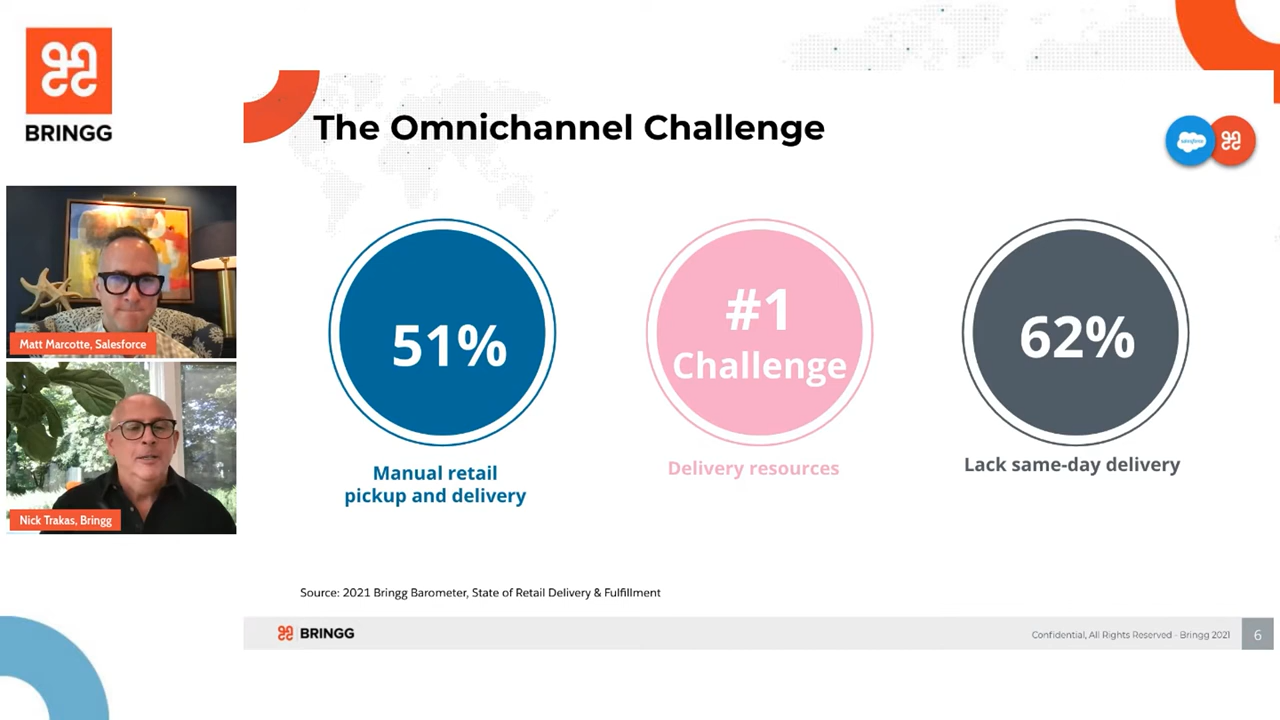 BRINGG
The Omnichannel Challenge
salesforce
Matt Marcotte, Salesforce
Nick Trakas, Bringg
51%
Manual retail
pickup and delivery
#1
Challenge
Delivery resources
62%
Lack same-day delivery
Source: 2021 Bringg Barometer, State of Retail Delivery & Fulfillment
BRINGG
Confidential, All Rights Reserved - Bringg 2021
6